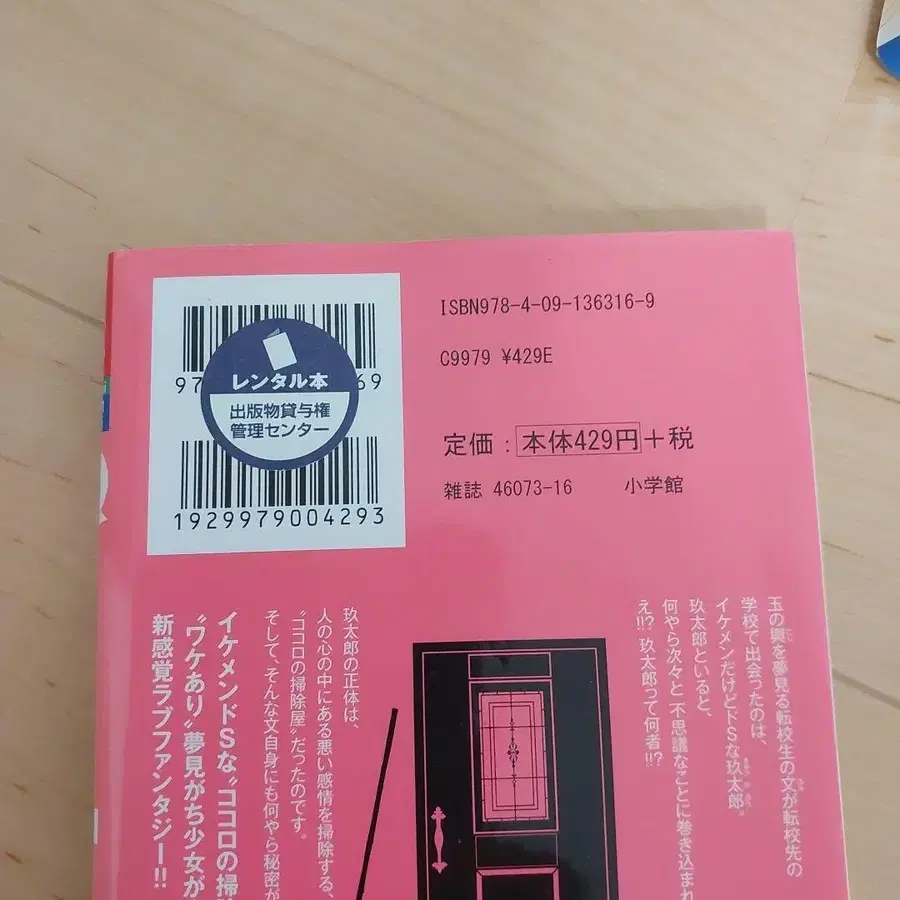 ISBN978-4-09-136316-9
C9979 ¥429E
定価：本体429円＋税
雑誌 46073-16 小学館
97
69
レンタル本
出版物貸与権
管理センター
1929979004293
玉の輿を夢見る転校生の文が転校先の
学校で出会ったのは、
イケメンだけどドSな玖太郎。
玖太郎といると、
何やら次々と不思議なことに巻き込まれ
え!!? 玖太郎って何者!!?
玖太郎の正体は、
人の心の中にある悪い感情を掃除する、
〝ココロの掃除屋〟だったのです。
そして、そんな文自身にも何やら秘密が
イケメンドSな〝ココロの掃
〝ワケあり〟夢見がち少女が
新感覚ラブファンタジー!!